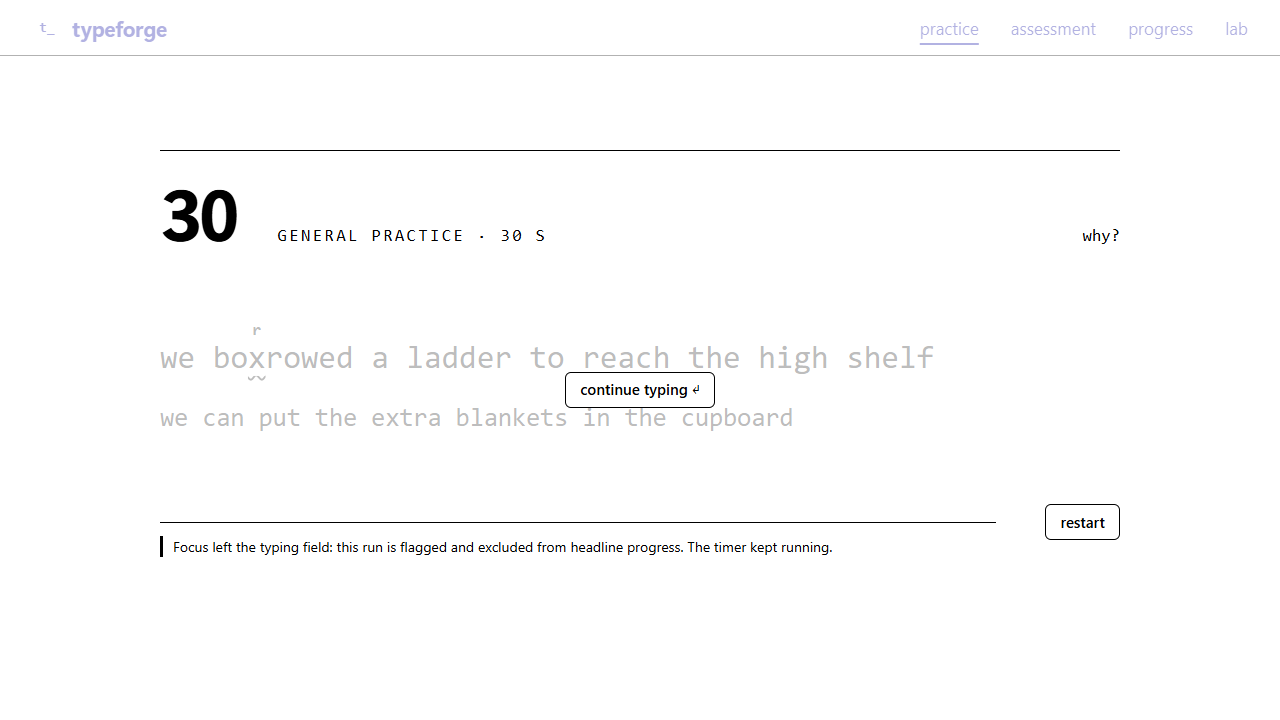 t_ typeforge practice assessment progress lab
30 GENERAL PRACTICE · 30 S why?
r
we boxrowed a ladder to reach the high shelf
continue typing ↲
we can put the extra blankets in the cupboard
restart
Focus left the typing field: this run is flagged and excluded from headline progress. The timer kept running.